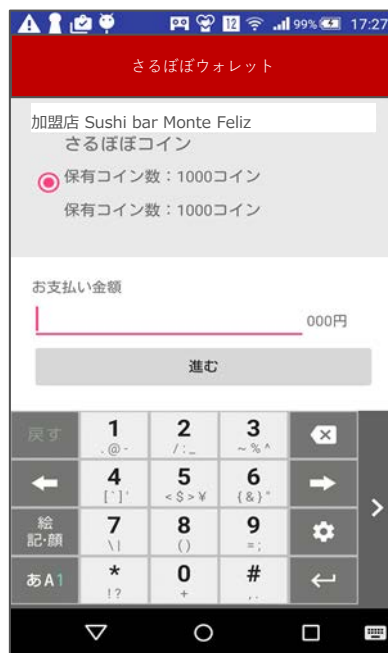 12 99% 17:27
さるぼぼウォレット
加盟店 Sushi bar Monte Feliz
さるぼぼコイン
保有コイン数：1000コイン
保有コイン数：1000コイン
お支払い金額
000円
進む
戻す 1 2 3
.@- /:_ ~%^
4 5 6
[`]' <$>¥ {&}"
絵記・顔 7 8 9
\| () =;
あA1 * 0 #
!? + ,.